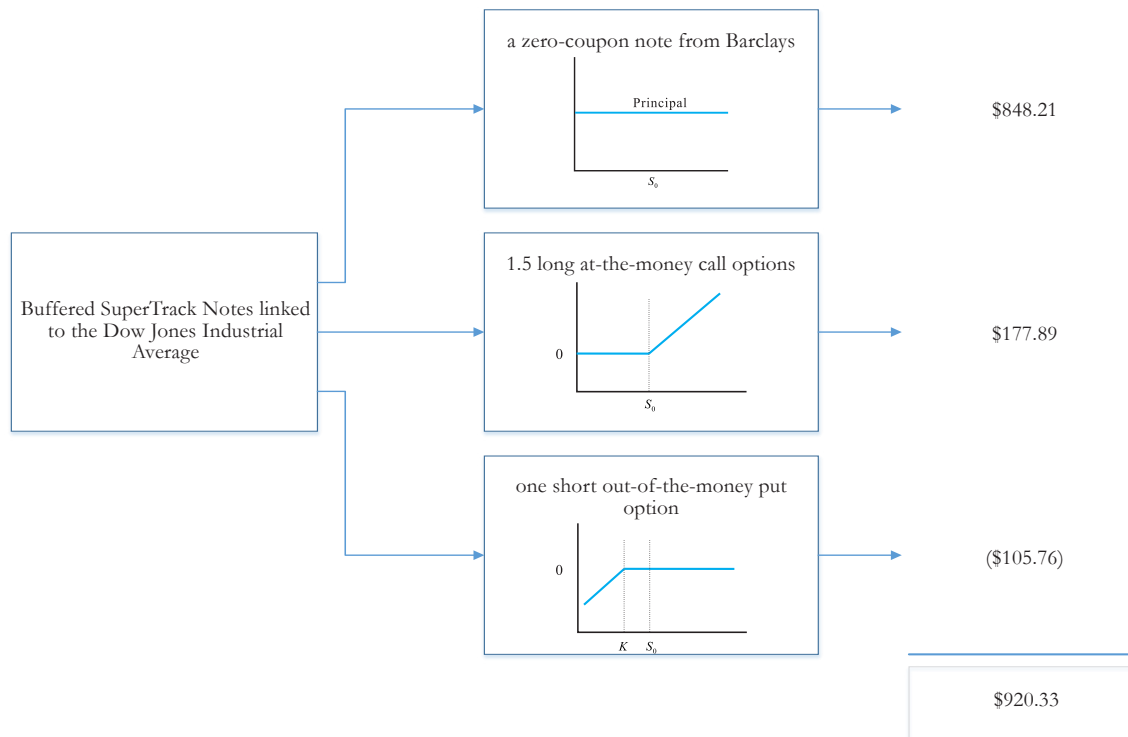 a zero-coupon note from Barclays
Principal
S₀
$848.21
Buffered SuperTrack Notes linked
to the Dow Jones Industrial
Average
1.5 long at-the-money call options
0
S₀
$177.89
one short out-of-the-money put
option
0
K S₀
($105.76)
$920.33